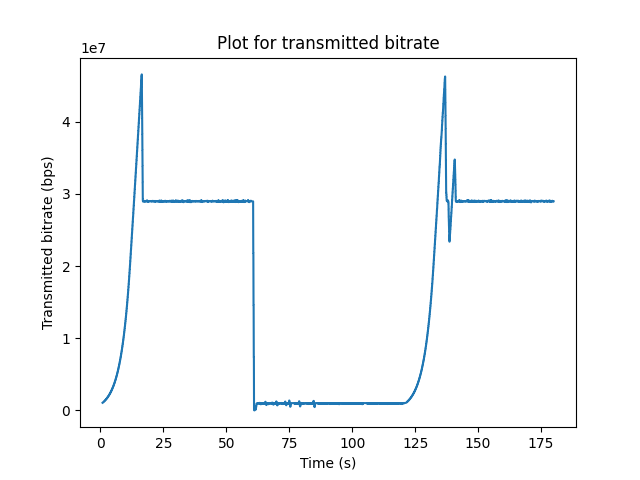 Plot for transmitted bitrate
1e7
4
3
2
1
0
Transmitted bitrate (bps)
0 25 50 75 100 125 150 175
Time (s)